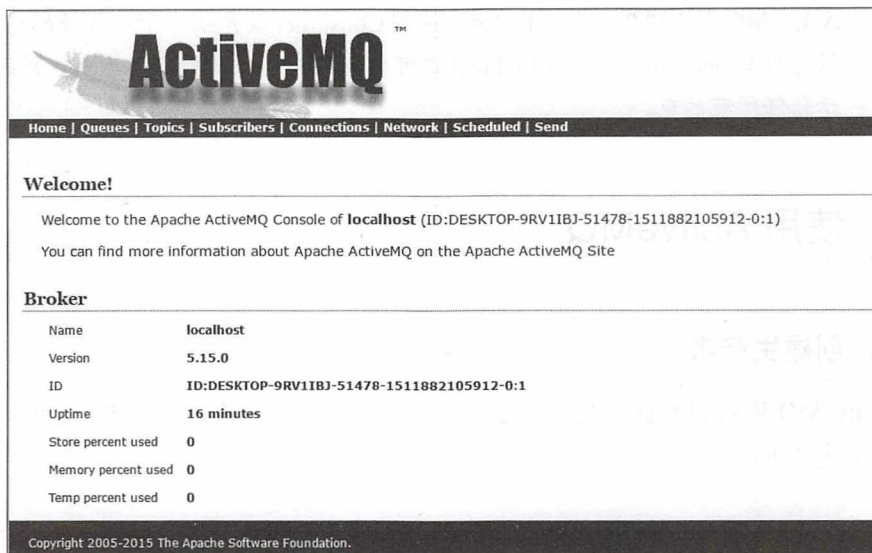 ActiveMQ™
Home | Queues | Topics | Subscribers | Connections | Network | Scheduled | Send
Welcome!
Welcome to the Apache ActiveMQ Console of localhost (ID:DESKTOP-9RV1IBJ-51478-1511882105912-0:1)
You can find more information about Apache ActiveMQ on the Apache ActiveMQ Site
Broker
Name localhost
Version 5.15.0
ID ID:DESKTOP-9RV1IBJ-51478-1511882105912-0:1
Uptime 16 minutes
Store percent used 0
Memory percent used 0
Temp percent used 0
Copyright 2005-2015 The Apache Software Foundation.